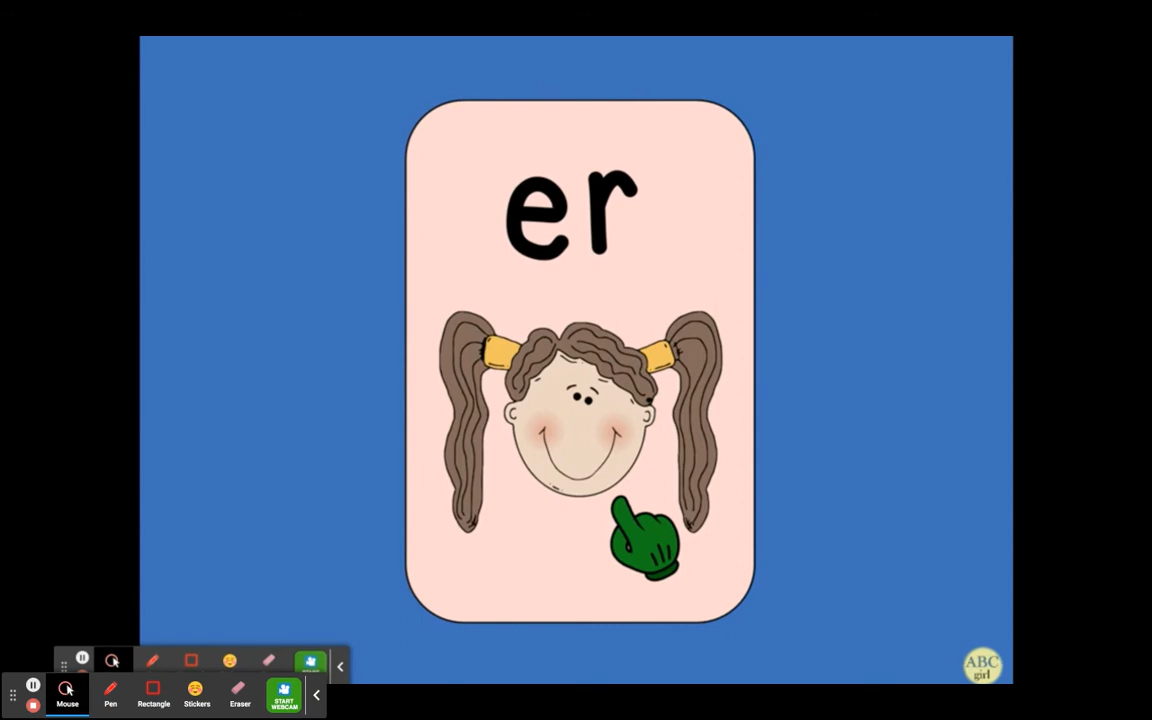 er
ABC
girl
Mouse
Pen
Rectangle
Stickers
Eraser
START
WEBCAM